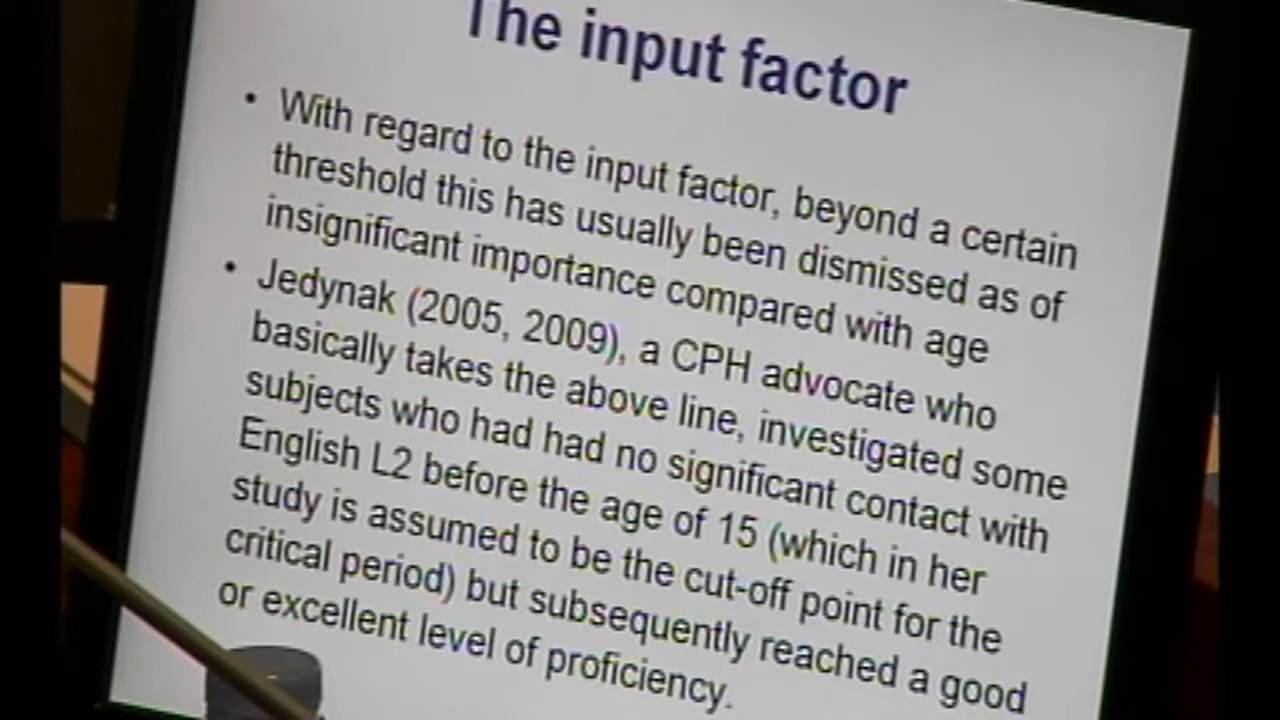 The input factor
• With regard to the input factor, beyond a certain
threshold this has usually been dismissed as of
insignificant importance compared with age
• Jedynak (2005, 2009), a CPH advocate who
basically takes the above line, investigated some
subjects who had had no significant contact with
English L2 before the age of 15 (which in her
study is assumed to be the cut-off point for the
critical period) but subsequently reached a good
or excellent level of proficiency.